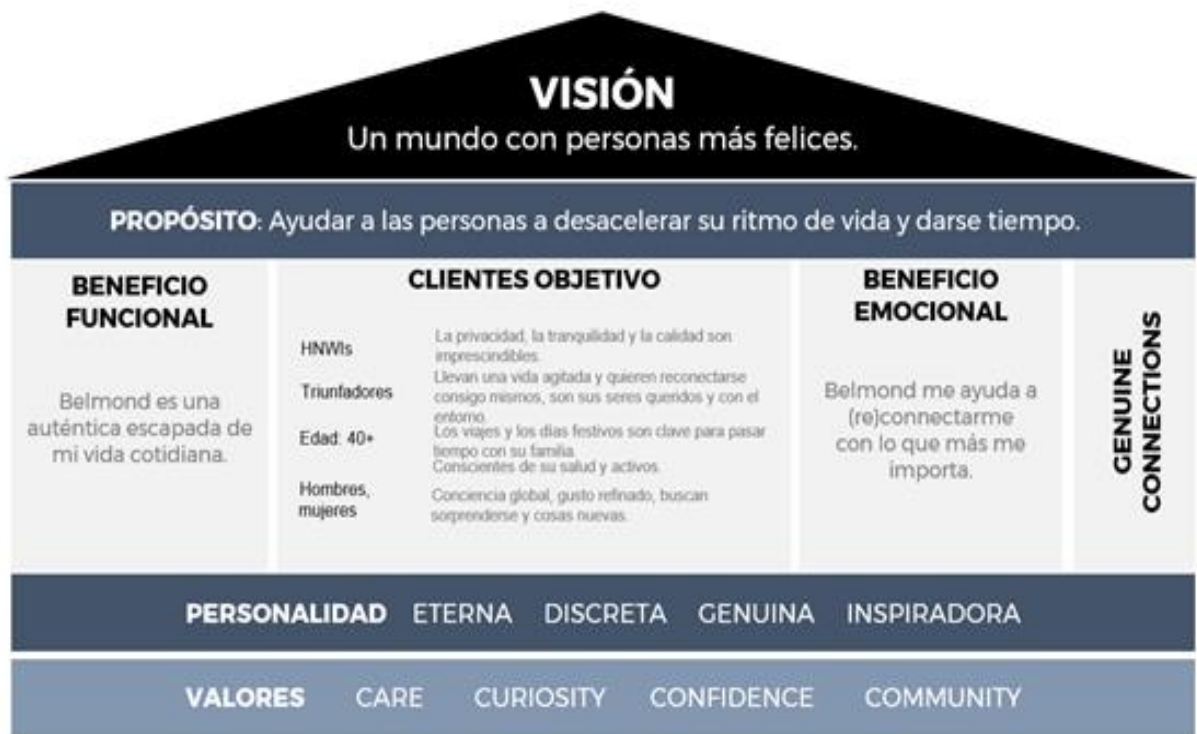 VISIÓN
Un mundo con personas más felices.
PROPÓSITO: Ayudar a las personas a desacelerar su ritmo de vida y darse tiempo.
BENEFICIO
FUNCIONAL
Belmond es una
auténtica escapada de
mi vida cotidiana.
CLIENTES OBJETIVO
HNWIs
La privacidad, la tranquilidad y la calidad son
imprescindibles.
Triunfadores
Llevan una vida agitada y quieren reconectarse
consigo mismos, son sus seres queridos y con el
entorno.
Edad: 40+
Los viajes y los días festivos son clave para pasar
tiempo con su familia.
Conscientes de su salud y activos.
Hombres,
mujeres
Conciencia global, gusto refinado, buscan
sorprenderse y cosas nuevas.
BENEFICIO
EMOCIONAL
Belmond me ayuda a
(re)connectarme
con lo que más me
importa.
GENUINE
CONNECTIONS
PERSONALIDAD ETERNA DISCRETA GENUINA INSPIRADORA
VALORES CARE CURIOSITY CONFIDENCE COMMUNITY